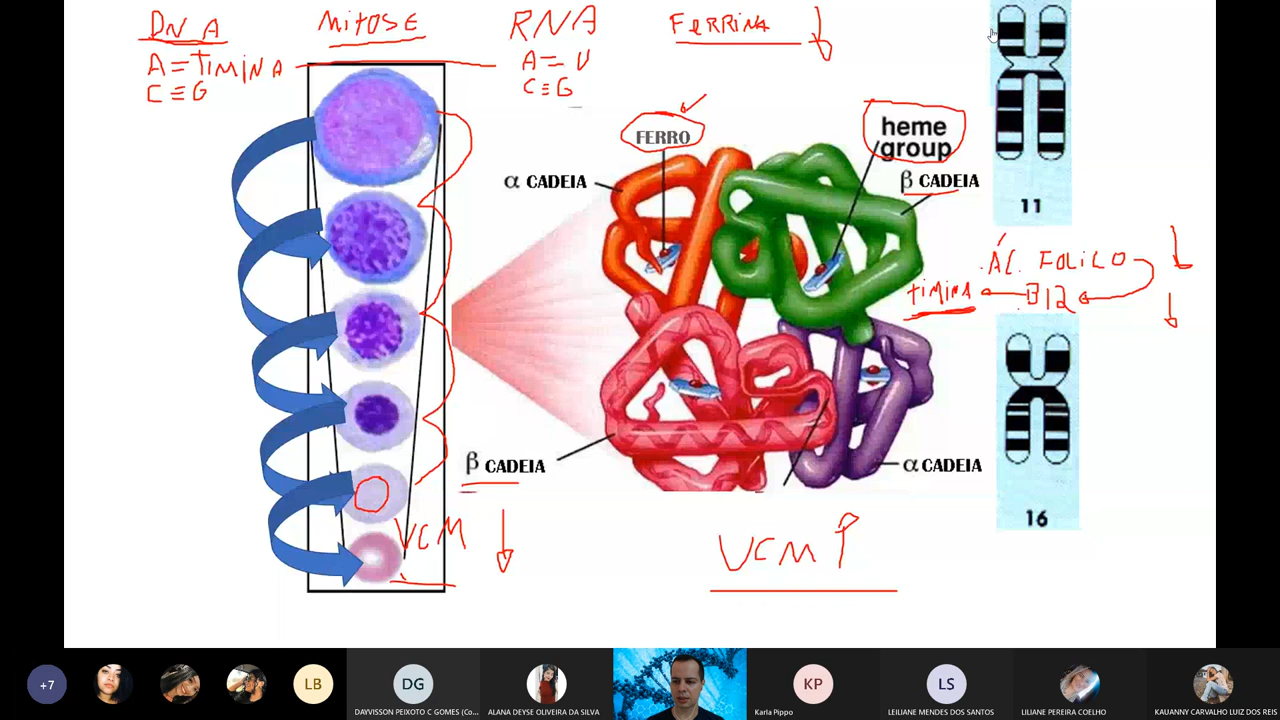 DNA
A = TIMINA
C ≡ G
MITOSE
RNA
A = U
C ≡ G
FERRINA ↓
FERRO
heme
group
α CADEIA
β CADEIA
11
ÁC. FOLICO ↓
TIMINA ← B12 ↓
β CADEIA
α CADEIA
16
VCM ↓
VCM ↑
+7
LB
DG
DAYVISSON PEIXOTO C GOMES (Co...
ALANA DEYSE OLIVEIRA DA SILVA
KP
Karla Pippo
LS
LEILIANE MENDES DOS SANTOS
LILIANE PEREIRA COELHO
KAUANNY CARVALHO LUIZ DOS REIS